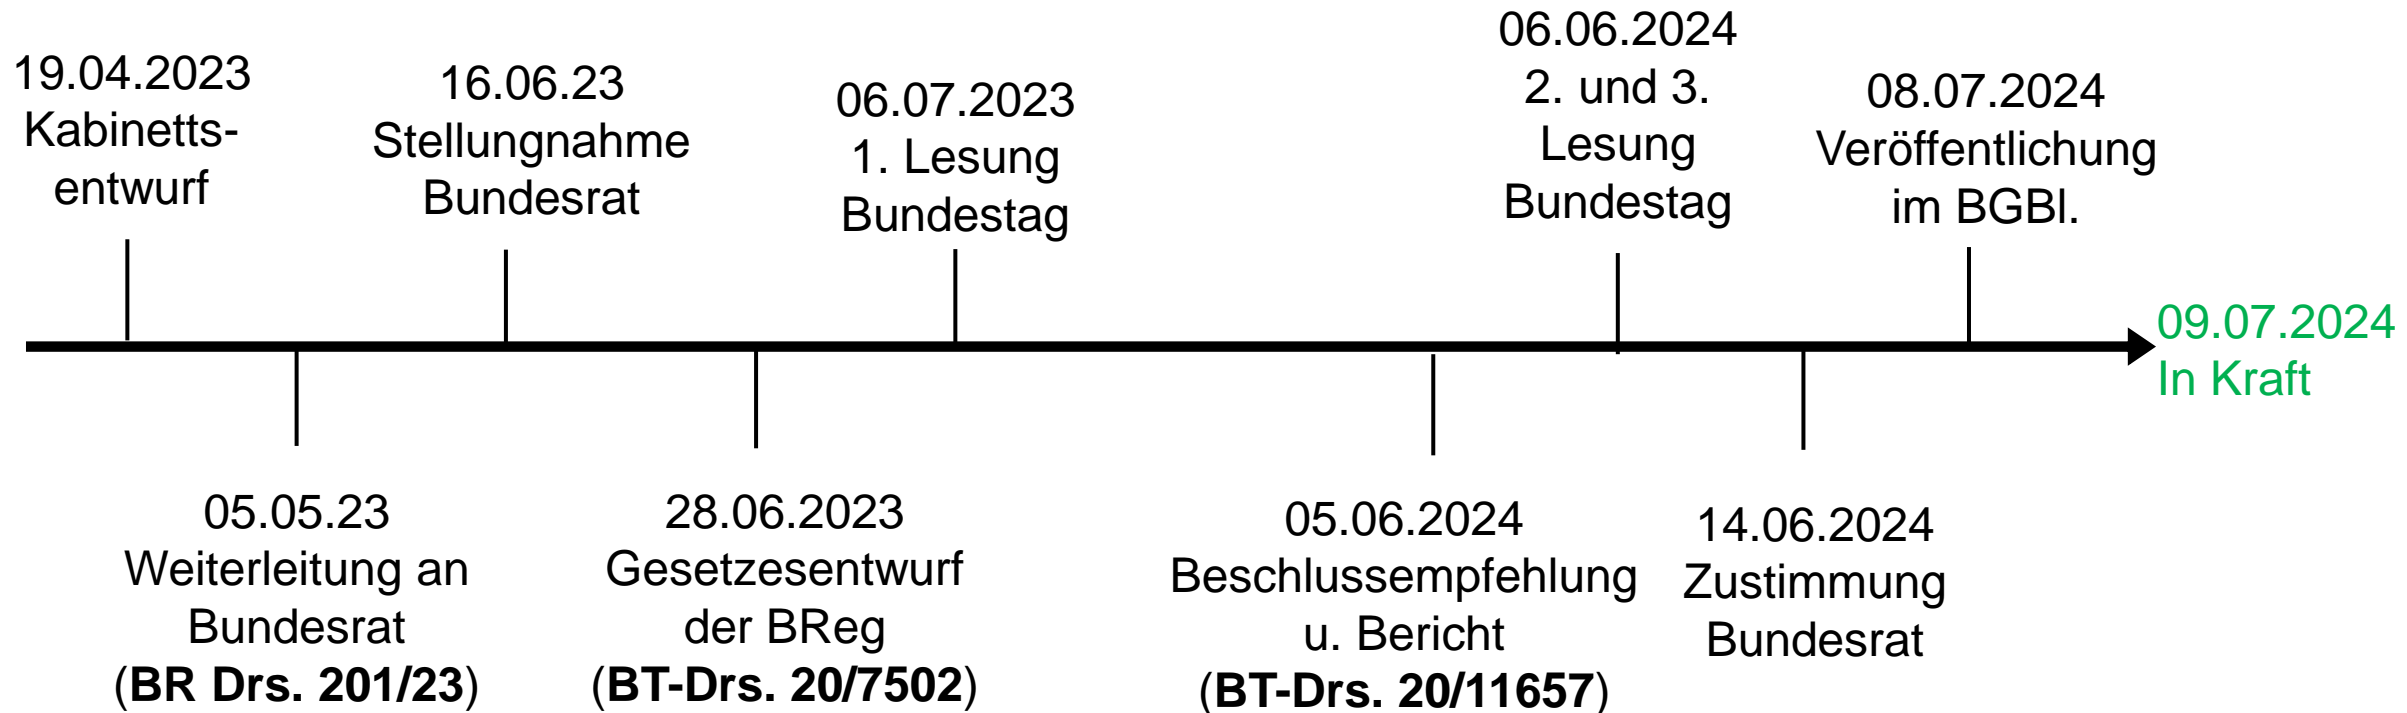 19.04.2023
Kabinetts-
entwurf
16.06.23
Stellungnahme
Bundesrat
06.07.2023
1. Lesung
Bundestag
06.06.2024
2. und 3.
Lesung
Bundestag
08.07.2024
Veröffentlichung
im BGBl.
09.07.2024
In Kraft
05.05.23
Weiterleitung an
Bundesrat
(BR Drs. 201/23)
28.06.2023
Gesetzesentwurf
der BReg
(BT-Drs. 20/7502)
05.06.2024
Beschlussempfehlung
u. Bericht
(BT-Drs. 20/11657)
14.06.2024
Zustimmung
Bundesrat